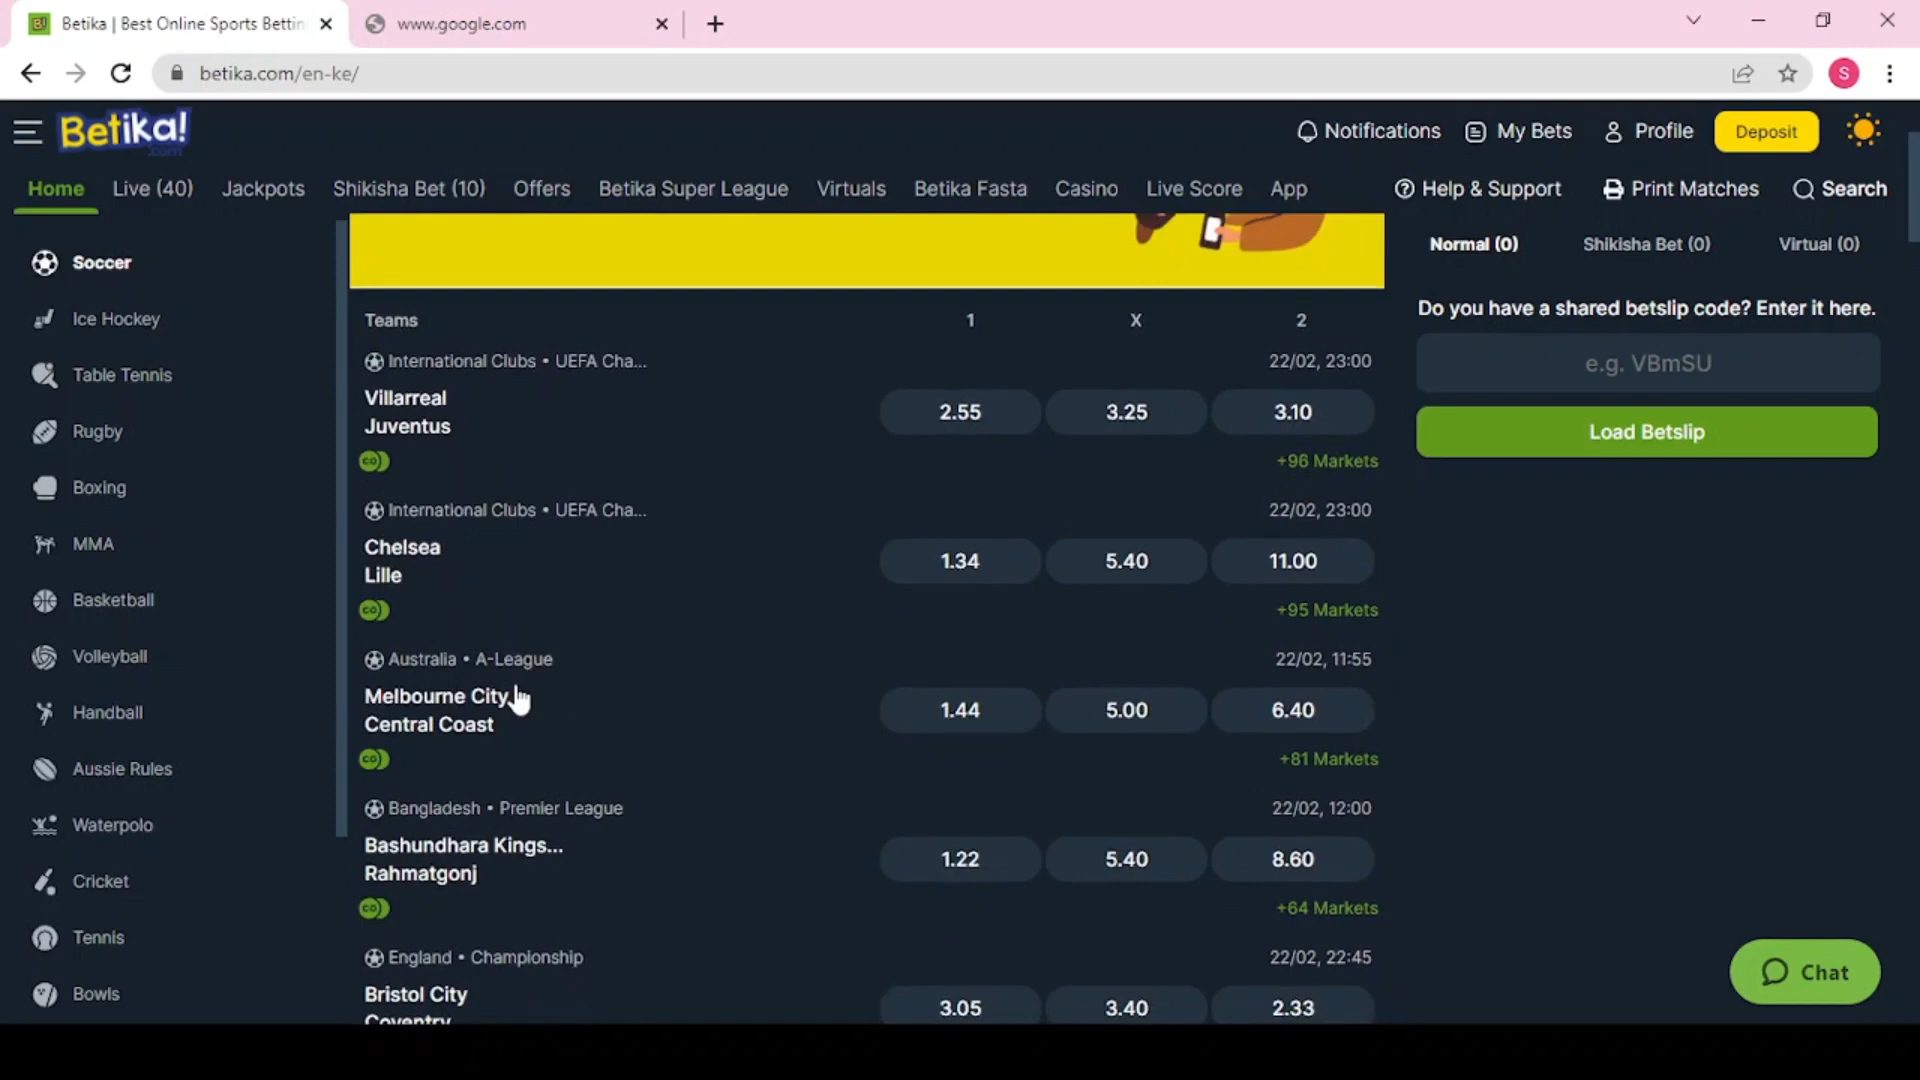 Betika | Best Online Sports Bettin
www.google.com
betika.com/en-ke/
S
Betika!
.com
Notifications
My Bets
Profile
Deposit
Home
Live (40)
Jackpots
Shikisha Bet (10)
Offers
Betika Super League
Virtuals
Betika Fasta
Casino
Live Score
App
Help & Support
Print Matches
Search
Soccer
Ice Hockey
Table Tennis
Rugby
Boxing
MMA
Basketball
Volleyball
Handball
Aussie Rules
Waterpolo
Cricket
Tennis
Bowls
Teams 1 X 2
International Clubs • UEFA Cha... 22/02, 23:00
Villarreal
Juventus
2.55 3.25 3.10
+96 Markets
International Clubs • UEFA Cha... 22/02, 23:00
Chelsea
Lille
1.34 5.40 11.00
+95 Markets
Australia • A-League 22/02, 11:55
Melbourne City
Central Coast
1.44 5.00 6.40
+81 Markets
Bangladesh • Premier League 22/02, 12:00
Bashundhara Kings...
Rahmatgonj
1.22 5.40 8.60
+64 Markets
England • Championship 22/02, 22:45
Bristol City
Coventry
3.05 3.40 2.33
Normal (0)
Shikisha Bet (0)
Virtual (0)
Do you have a shared betslip code? Enter it here.
e.g. VBmSU
Load Betslip
Chat